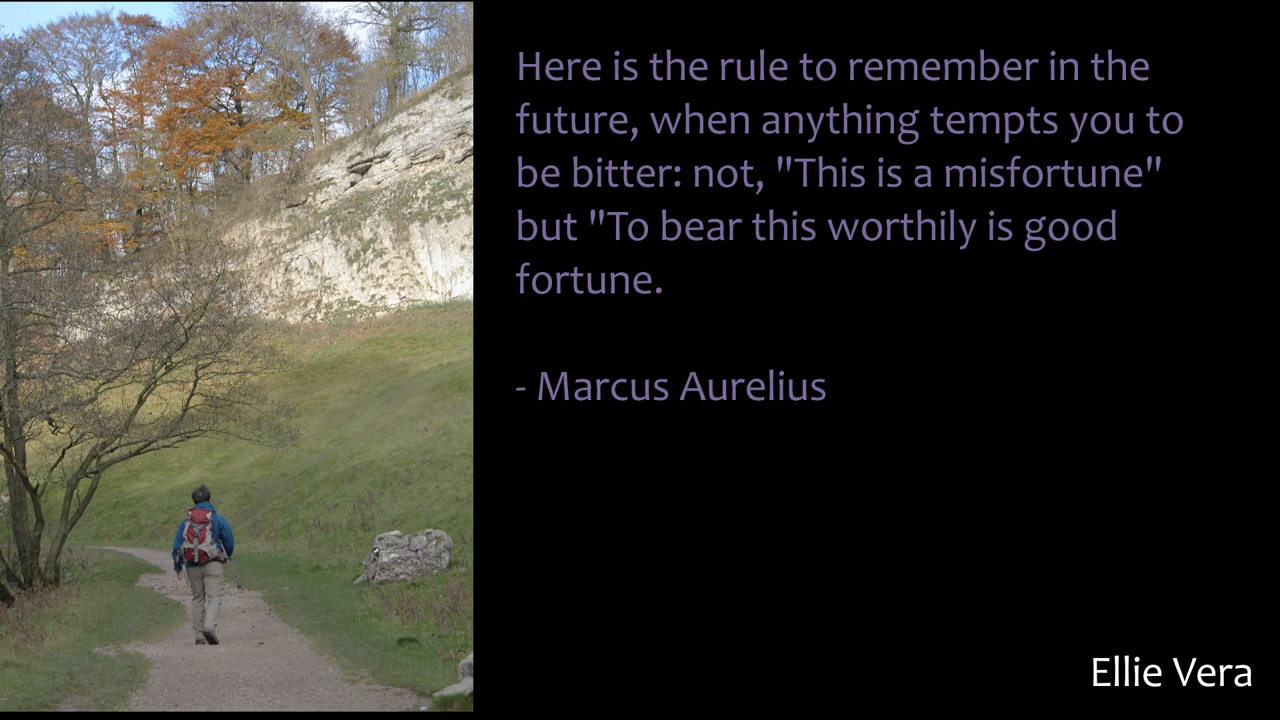 Here is the rule to remember in the
future, when anything tempts you to
be bitter: not, "This is a misfortune"
but "To bear this worthily is good
fortune.
- Marcus Aurelius
Ellie Vera